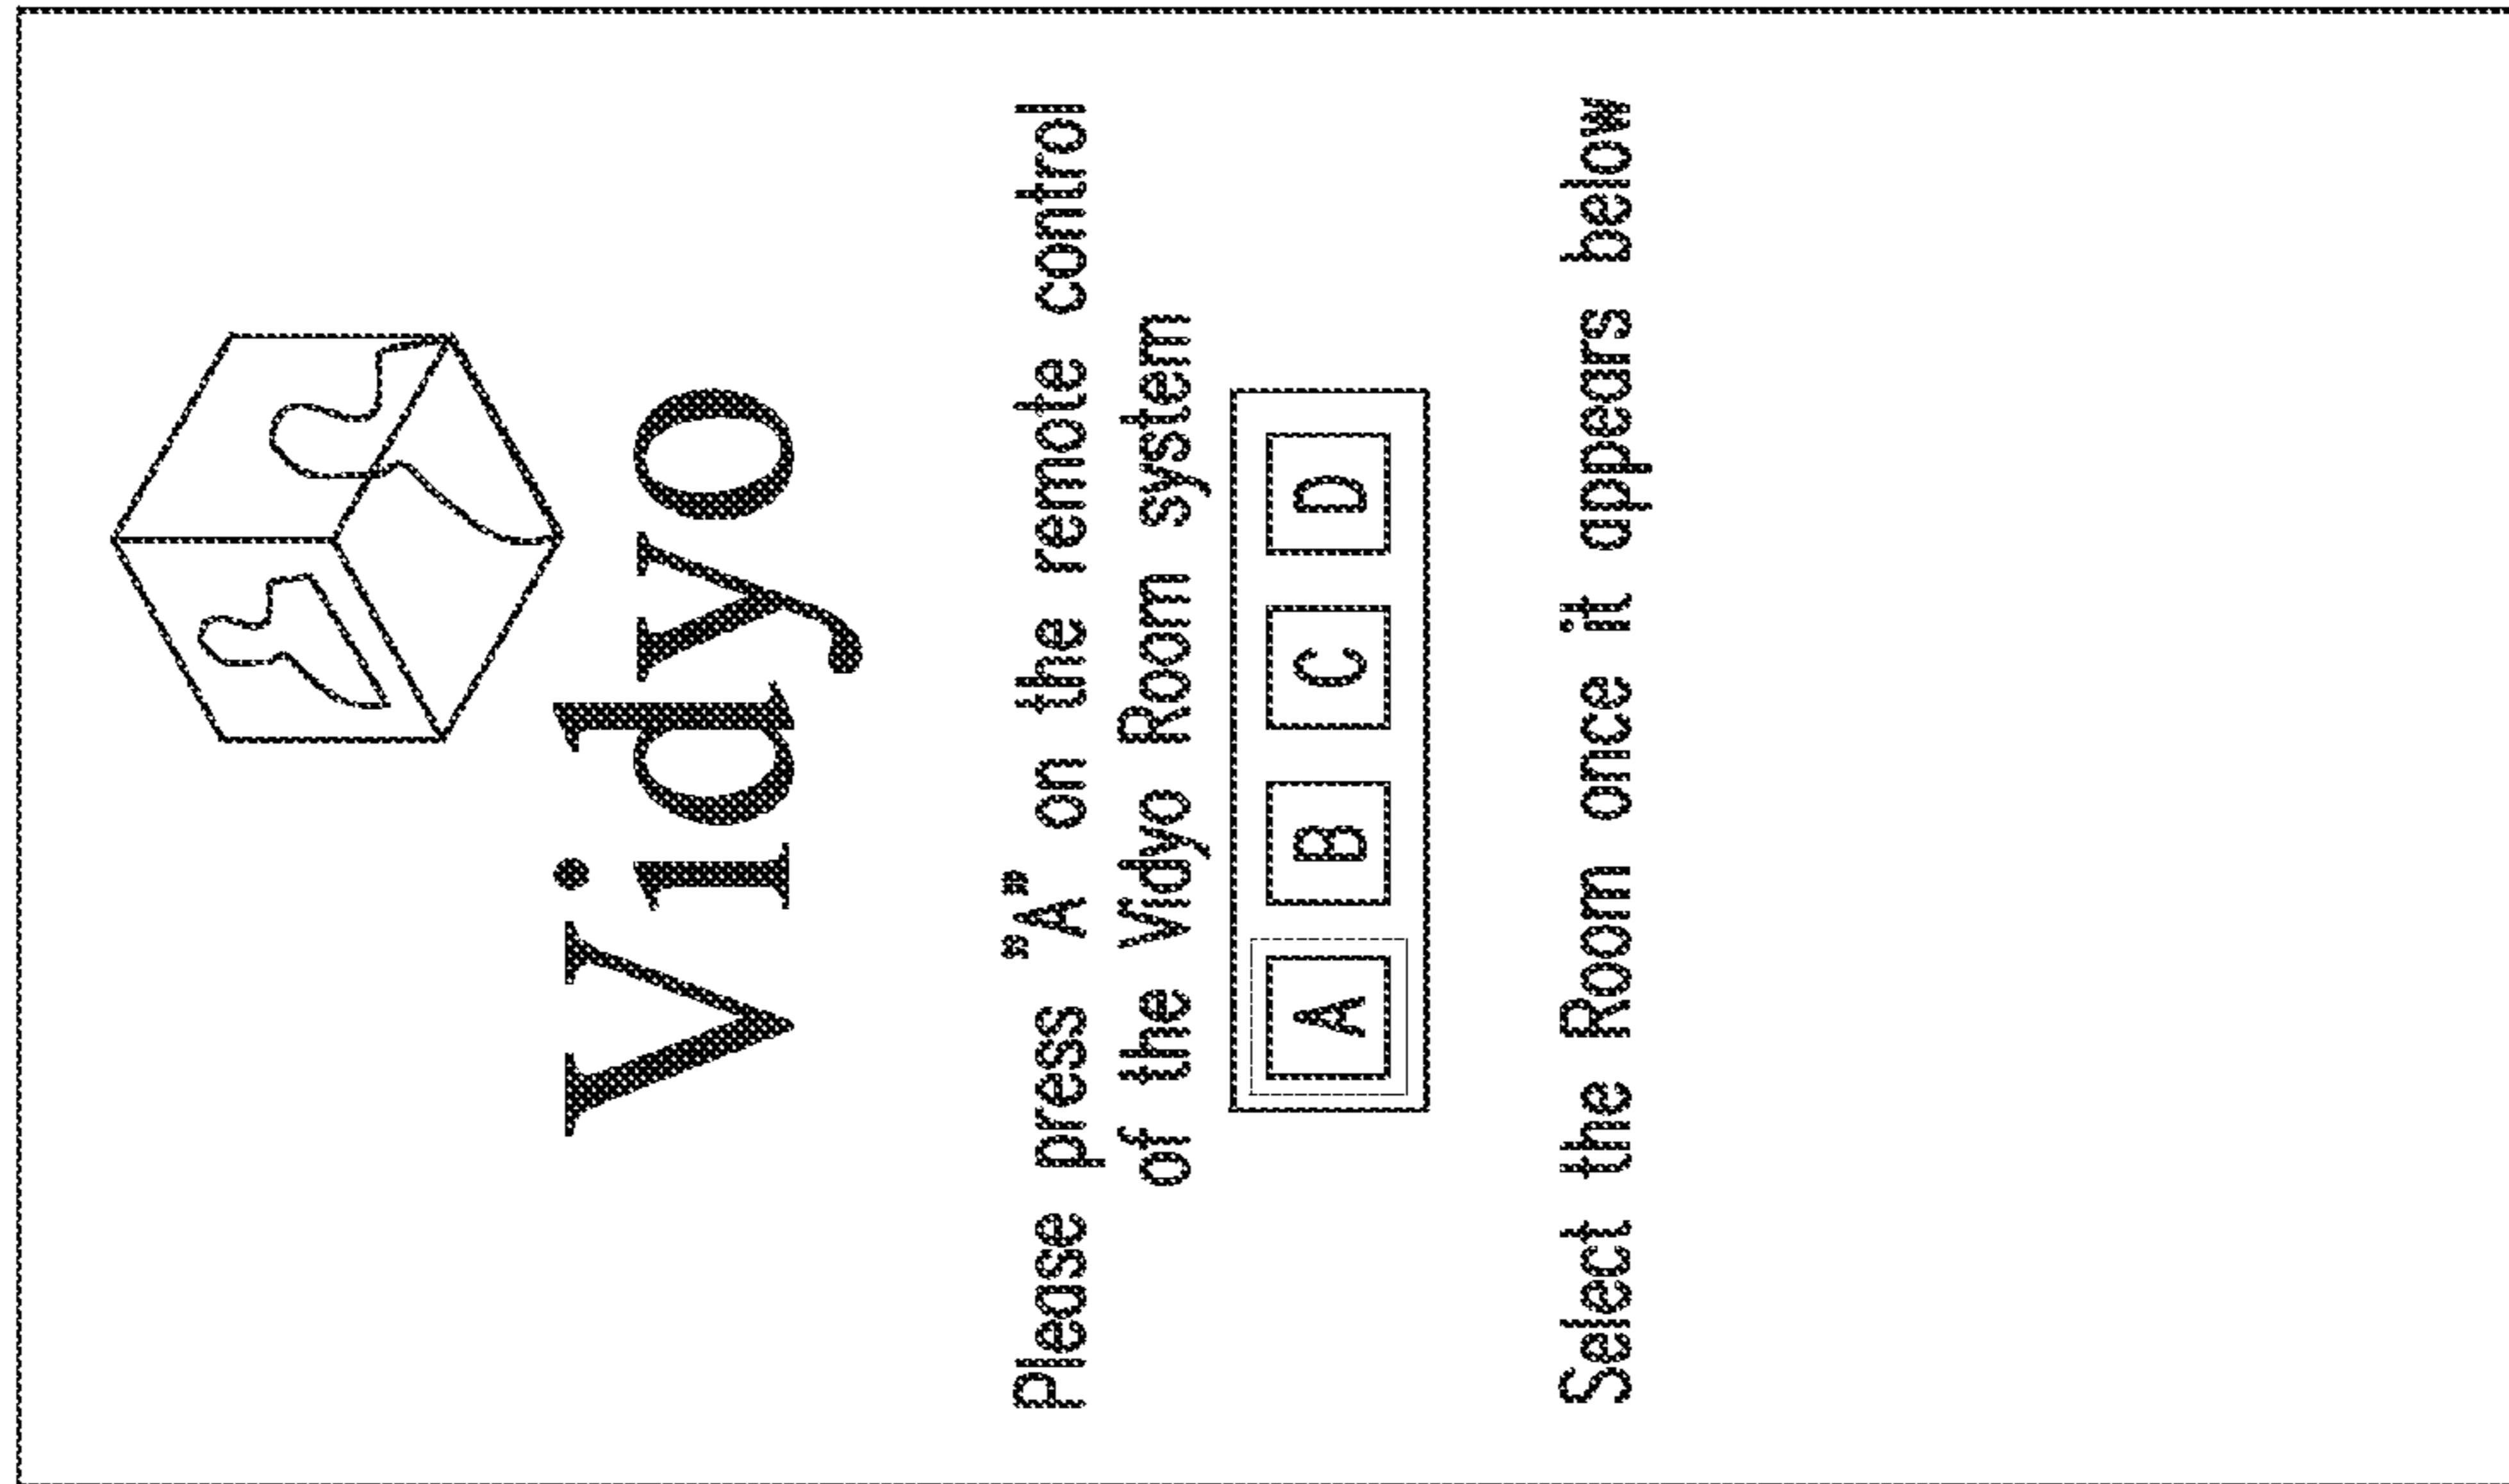 Vidyo
Please press "A" on the remote control
of the Vidyo Room system
A B C D
Select the Room once it appears below